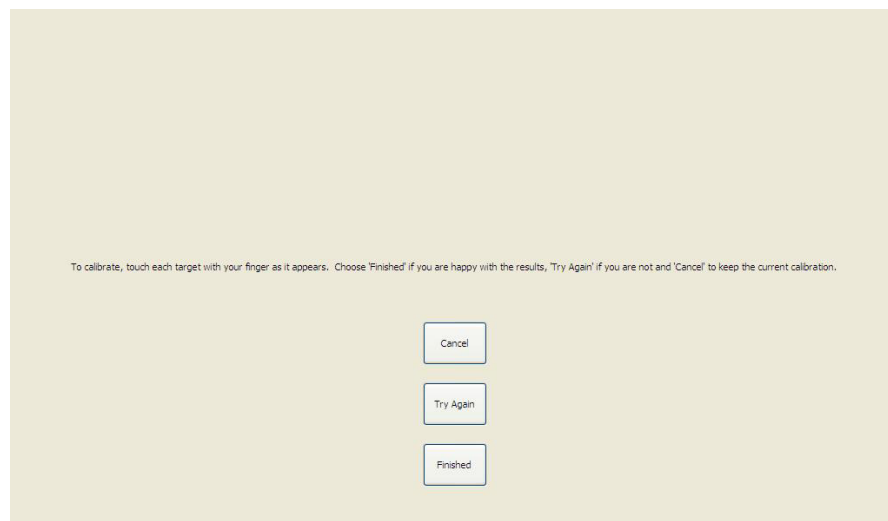 To calibrate, touch each target with your finger as it appears.  Choose 'Finished' if you are happy with the results, 'Try Again' if you are not and 'Cancel' to keep the current calibration.
Cancel
Try Again
Finished